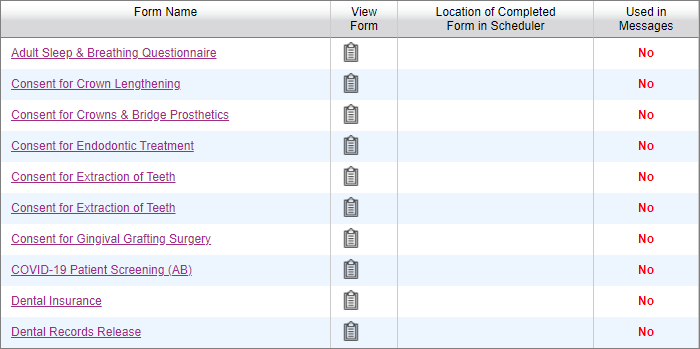 Form Name View Form Location of Completed Form in Scheduler Used in Messages
Adult Sleep & Breathing Questionnaire No
Consent for Crown Lengthening No
Consent for Crowns & Bridge Prosthetics No
Consent for Endodontic Treatment No
Consent for Extraction of Teeth No
Consent for Extraction of Teeth No
Consent for Gingival Grafting Surgery No
COVID-19 Patient Screening (AB) No
Dental Insurance No
Dental Records Release No